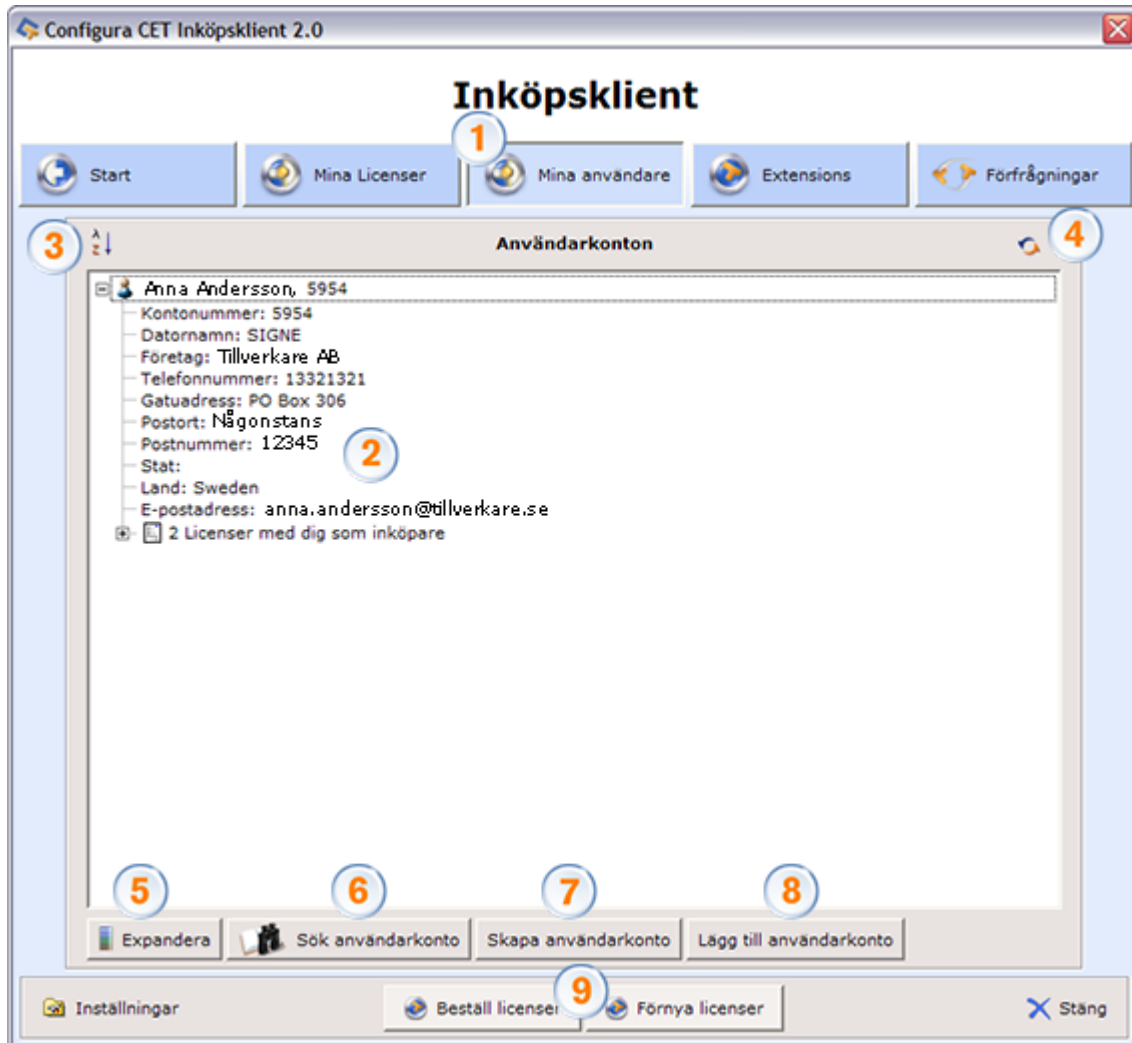 Configura CET Inköpsklient 2.0
Inköpsklient
1
Start
Mina Licenser
Mina användare
Extensions
Förfrågningar
3
Användarkonton
4
Anna Andersson, 5954
Kontonummer: 5954
Datornamn: SIGNE
Företag: Tillverkare AB
Telefonnummer: 13321321
Gatuadress: PO Box 306
Postort: Någonstans
Postnummer: 12345
2
Stat:
Land: Sweden
E-postadress: anna.andersson@tillverkare.se
2 Licenser med dig som inköpare
5
6
7
8
Expandera
Sök användarkonto
Skapa användarkonto
Lägg till användarkonto
9
Inställningar
Beställ licenser
Förnya licenser
Stäng